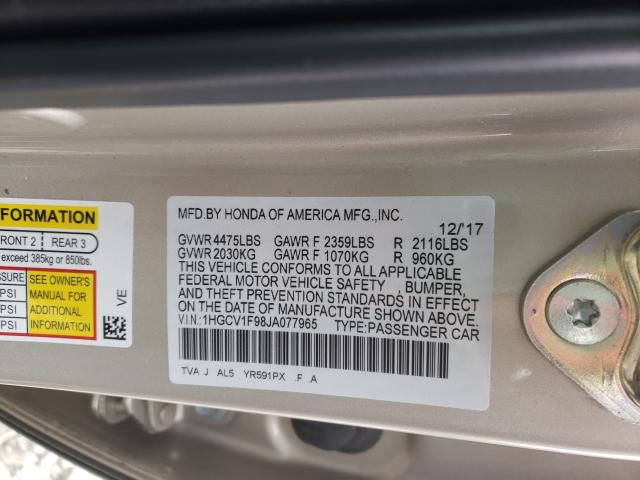 FORMATION
FRONT 2 REAR 3
exceed 385kg or 850lbs.
SSURE SEE OWNER'S
PSI MANUAL FOR
PSI ADDITIONAL
PSI INFORMATION
VE
MFD.BY HONDA OF AMERICA MFG.,INC.
12/'17
GVWR 4475LBS GAWR F 2359LBS R 2116LBS
GVWR 2030KG GAWR F 1070KG R 960KG
THIS VEHICLE CONFORMS TO ALL APPLICABLE
FEDERAL MOTOR VEHICLE SAFETY , BUMPER,
AND THEFT PREVENTION STANDARDS IN EFFECT
ON THE DATE OF MANUFACTURE SHOWN ABOVE.
V.I.N:1HGCV1F98JA077965 TYPE:PASSENGER CAR
TVA J AL5 YR591PX .F .A